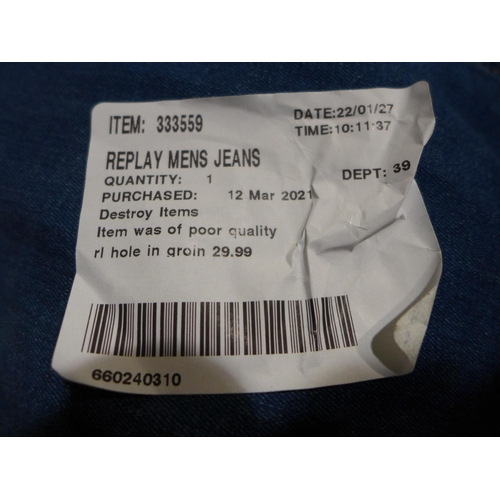 ITEM: 333559
DATE:22/01/27
TIME:10:11:37
REPLAY MENS JEANS
DEPT: 39
QUANTITY: 1
PURCHASED: 12 Mar 2021
Destroy Items
Item was of poor quality
rl hole in groin 29.99
660240310